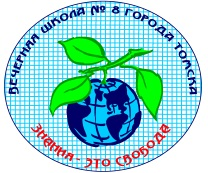 ВЕЧЕРНЯЯ ШКОЛА № 8 ГОРОДА ТОМСКА
ЗНАНИЯ - ЭТО СВОБОДА